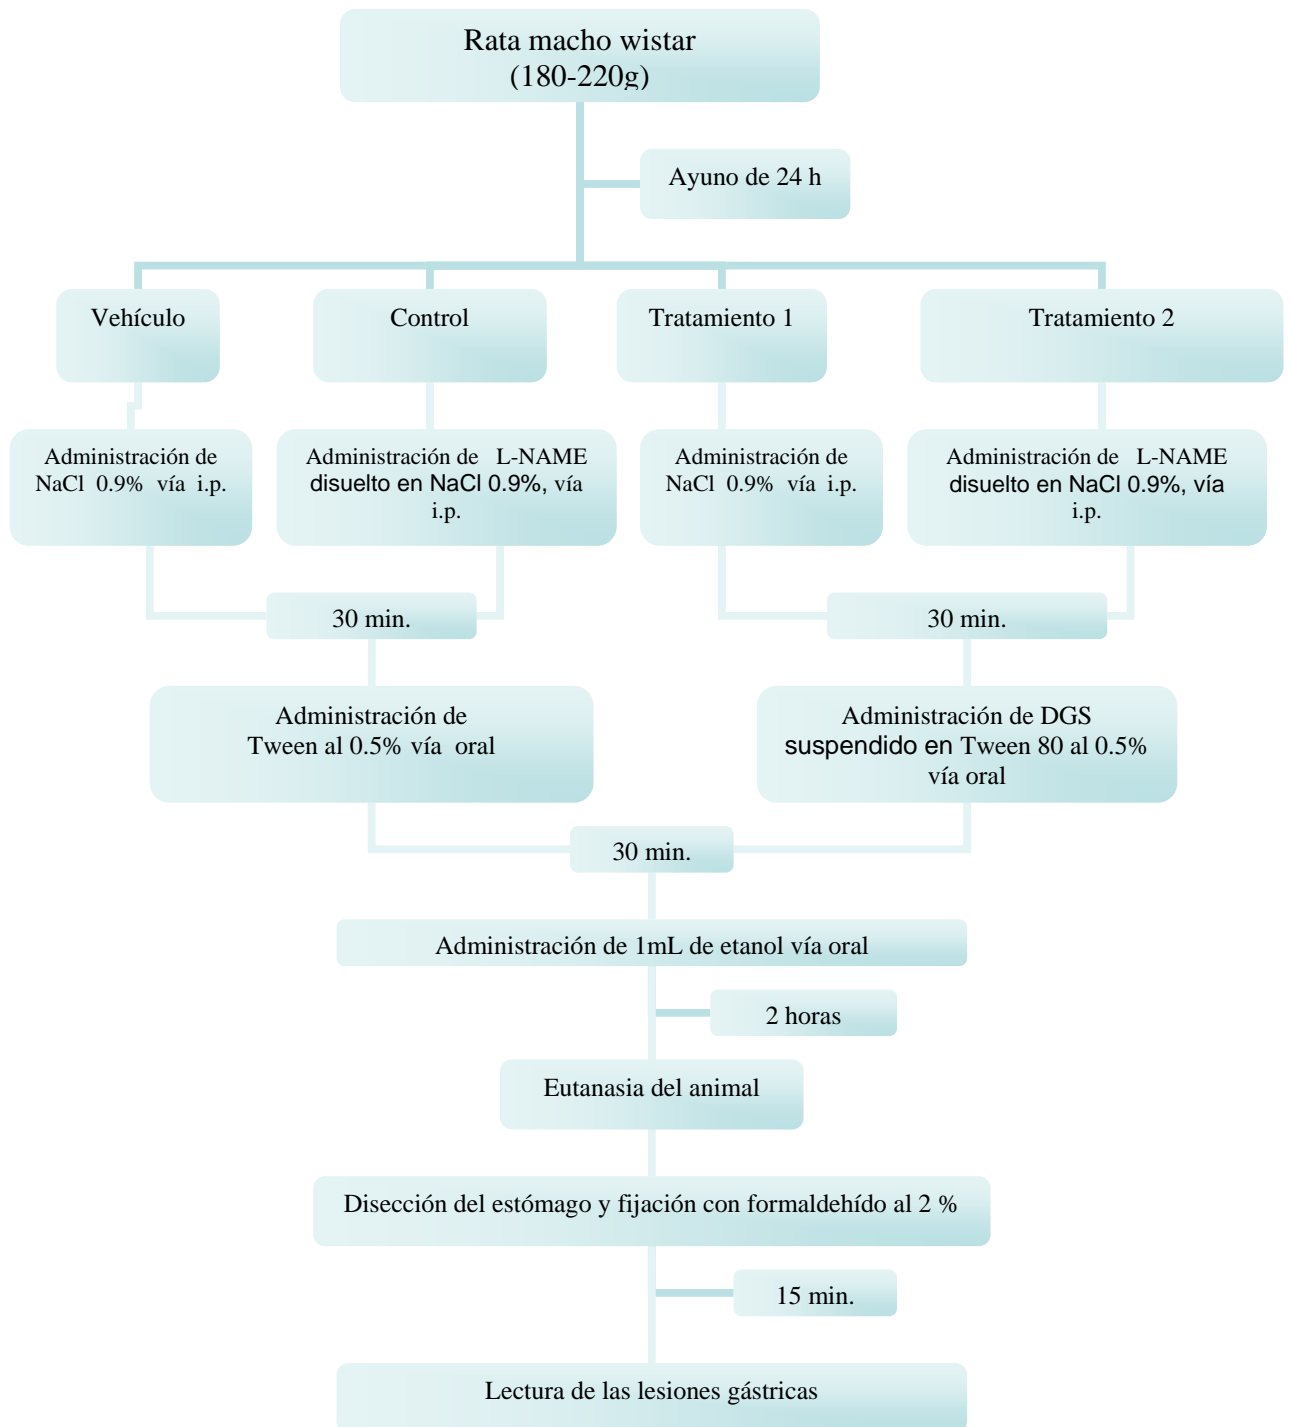 Rata macho wistar
(180-220g)
Ayuno de 24 h
Vehículo
Control
Tratamiento 1
Tratamiento 2
Administración de
NaCl 0.9% vía i.p.
Administración de L-NAME
disuelto en NaCl 0.9%, vía
i.p.
Administración de
NaCl 0.9% vía i.p.
Administración de L-NAME
disuelto en NaCl 0.9%, vía
i.p.
30 min.
30 min.
Administración de
Tween al 0.5% vía oral
Administración de DGS
suspendido en Tween 80 al 0.5%
vía oral
30 min.
Administración de 1mL de etanol vía oral
2 horas
Eutanasia del animal
Disección del estómago y fijación con formaldehído al 2 %
15 min.
Lectura de las lesiones gástricas